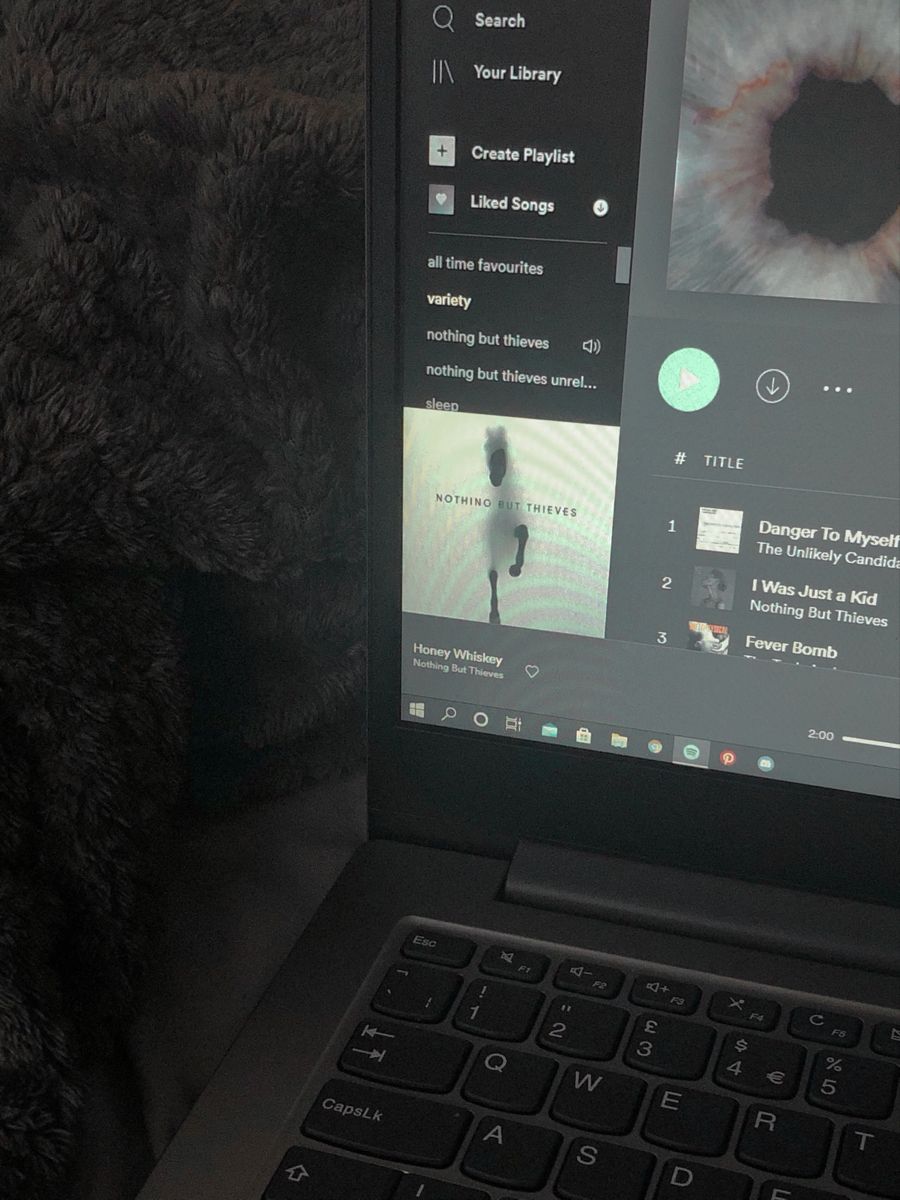 Search
Your Library
Create Playlist
Liked Songs
all time favourites
variety
nothing but thieves
nothing but thieves unrel...
sleep
NOTHING BUT THIEVES
Honey Whiskey
Nothing But Thieves
# TITLE
1
Danger To Myself
The Unlikely Candida
2
I Was Just a Kid
Nothing But Thieves
3
Fever Bomb
2:00
Esc
F1
F2
F3
F4
C F5
¬ ` ¦
! 1
" 2
£ 3
$ 4 €
% 5
Q
W
E
R
T
CapsLk
A
S
D